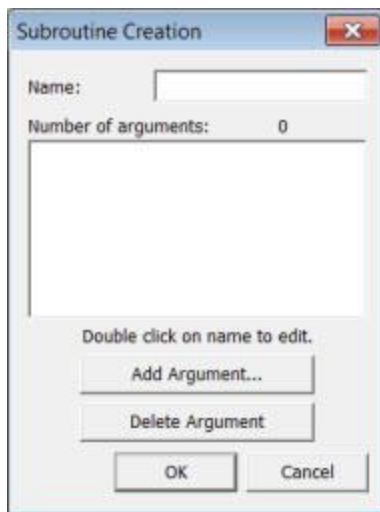 Subroutine Creation
Name:
Number of arguments: 0
Double click on name to edit.
Add Argument...
Delete Argument
OK Cancel